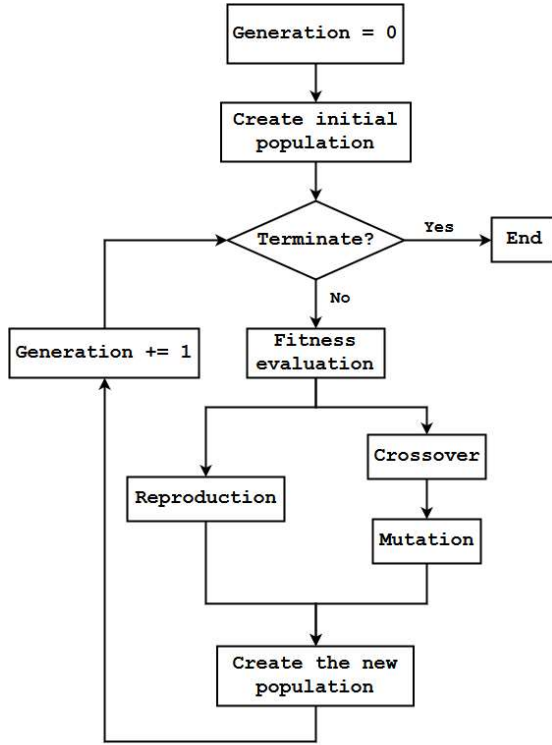 Generation = 0
Create initial
population
Terminate?
Yes
End
No
Generation += 1
Fitness
evaluation
Crossover
Reproduction
Mutation
Create the new
population